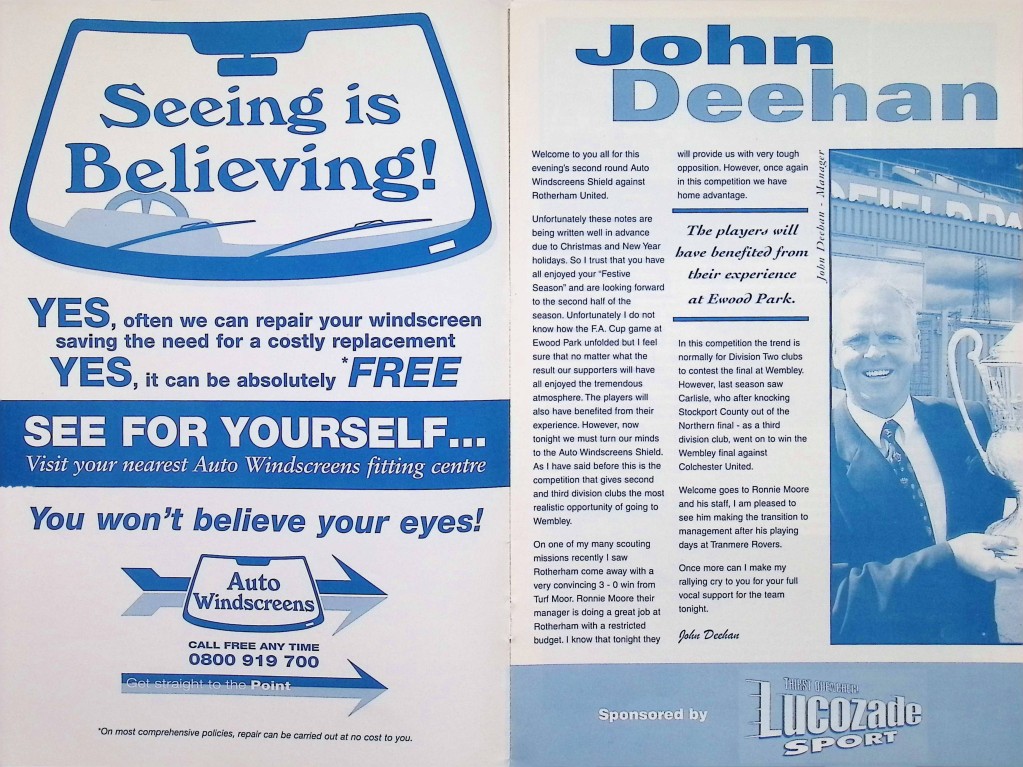 Seeing is
Believing!
YES, often we can repair your windscreen
saving the need for a costly replacement
YES, it can be absolutely *FREE
SEE FOR YOURSELF...
Visit your nearest Auto Windscreens fitting centre
You won't believe your eyes!
Auto
Windscreens
CALL FREE ANY TIME
0800 919 700
Get straight to the Point
*On most comprehensive policies, repair can be carried out at no cost to you.
John
Deehan
Welcome to you all for this
evening's second round Auto
Windscreens Shield against
Rotherham United.
Unfortunately these notes are
being written well in advance
due to Christmas and New Year
holidays. So I trust that you have
all enjoyed your "Festive
Season" and are looking forward
to the second half of the
season. Unfortunately I do not
know how the F.A. Cup game at
Ewood Park unfolded but I feel
sure that no matter what the
result our supporters will have
all enjoyed the tremendous
atmosphere. The players will
also have benefited from their
experience. However, now
tonight we must turn our minds
to the Auto Windscreens Shield.
As I have said before this is the
competition that gives second
and third division clubs the most
realistic opportunity of going to
Wembley.
On one of my many scouting
missions recently I saw
Rotherham come away with a
very convincing 3 - 0 win from
Turf Moor. Ronnie Moore their
manager is doing a great job at
Rotherham with a restricted
budget. I know that tonight they
will provide us with very tough
opposition. However, once again
in this competition we have
home advantage.
The players will
have benefited from
their experience
at Ewood Park.
In this competition the trend is
normally for Division Two clubs
to contest the final at Wembley.
However, last season saw
Carlisle, who after knocking
Stockport County out of the
Northern final - as a third
division club, went on to win the
Wembley final against
Colchester United.
Welcome goes to Ronnie Moore
and his staff, I am pleased to
see him making the transition to
management after his playing
days at Tranmere Rovers.
Once more can I make my
rallying cry to you for your full
vocal support for the team
tonight.
John Deehan
John Deehan - Manager
FIELD PA
Sponsored by
Lucozade
SPORT